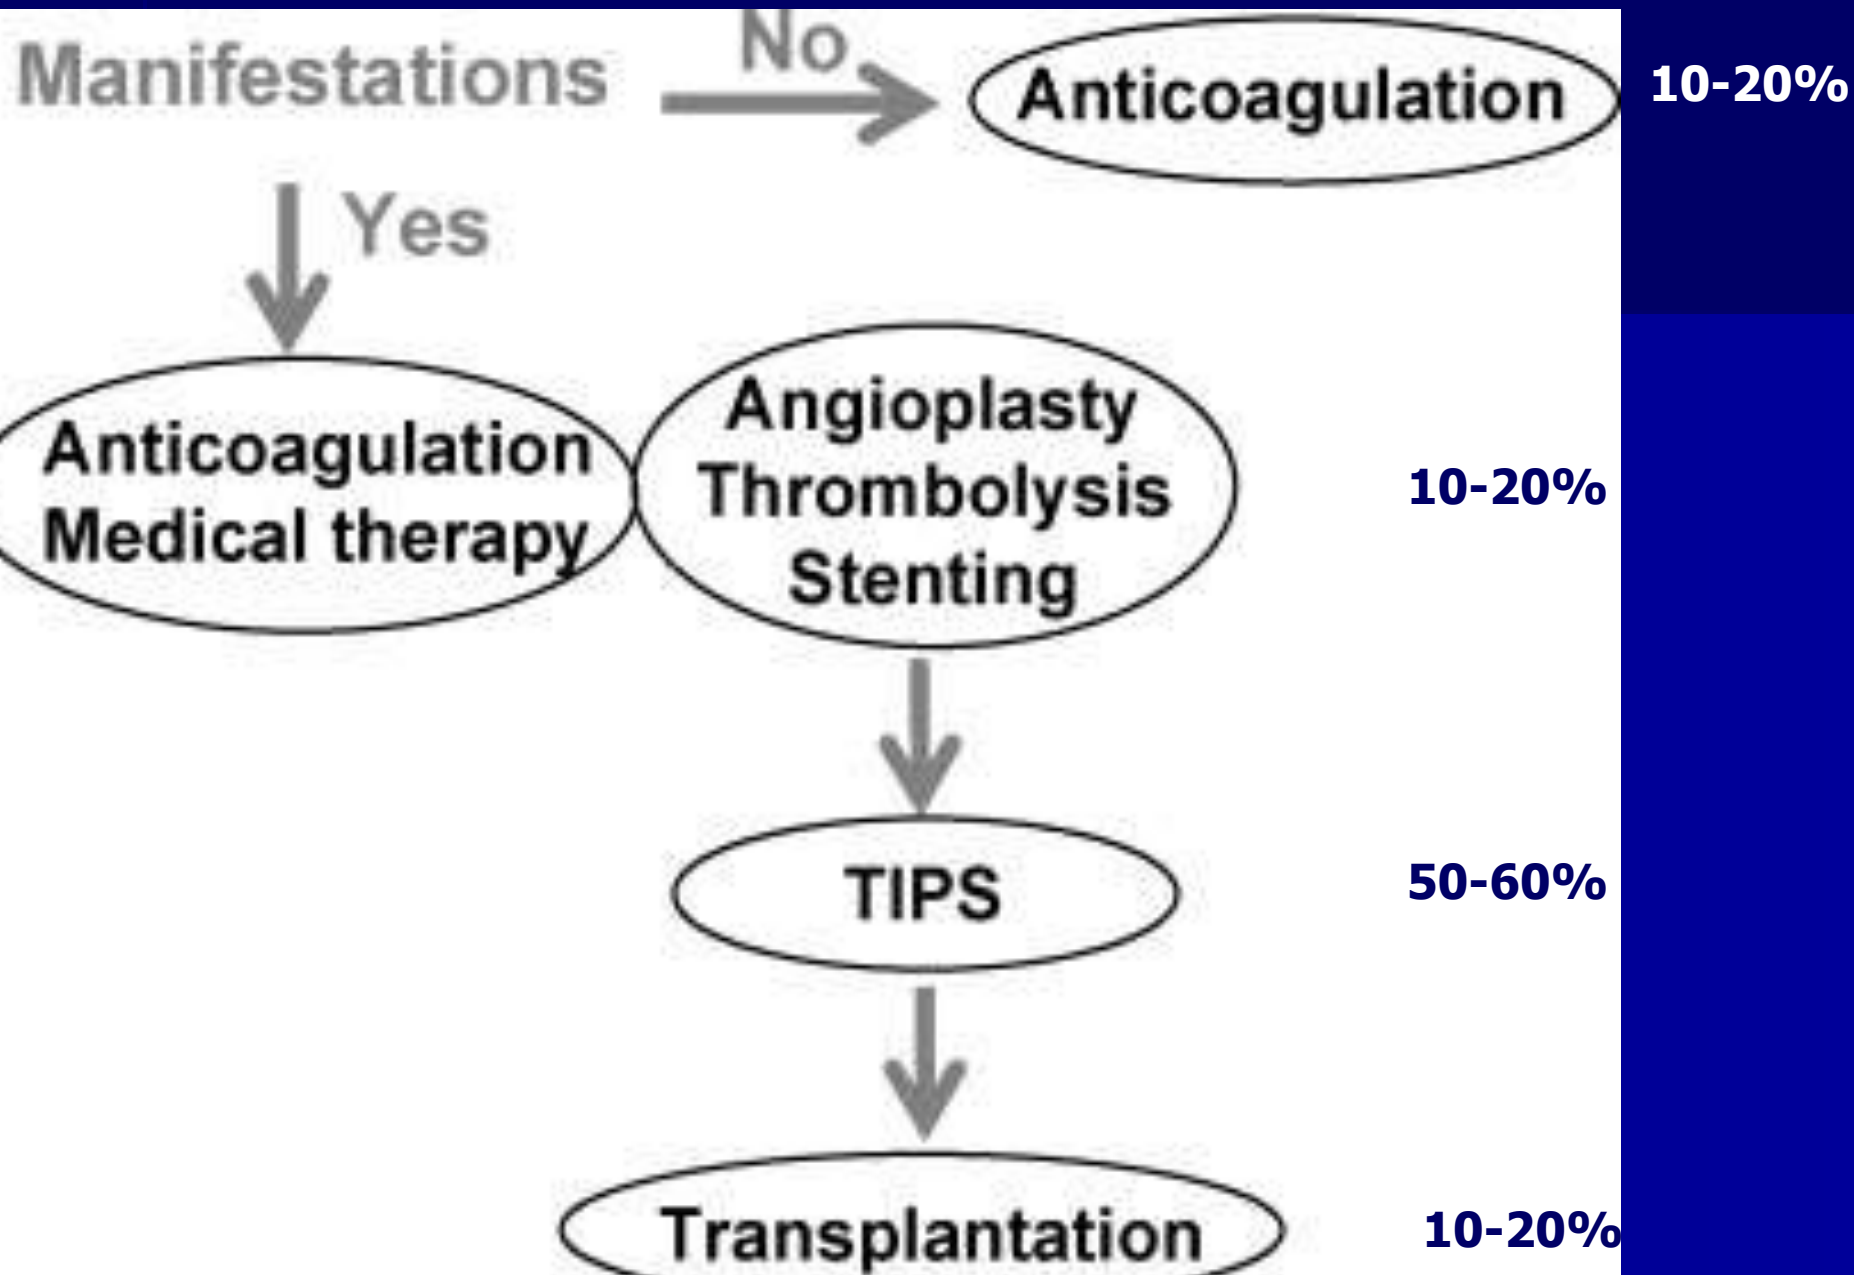 No
Manifestations
Anticoagulation
10-20%
Yes
Anticoagulation
Medical therapy
Angioplasty
Thrombolysis
Stenting
10-20%
TIPS
50-60%
Transplantation
10-20%